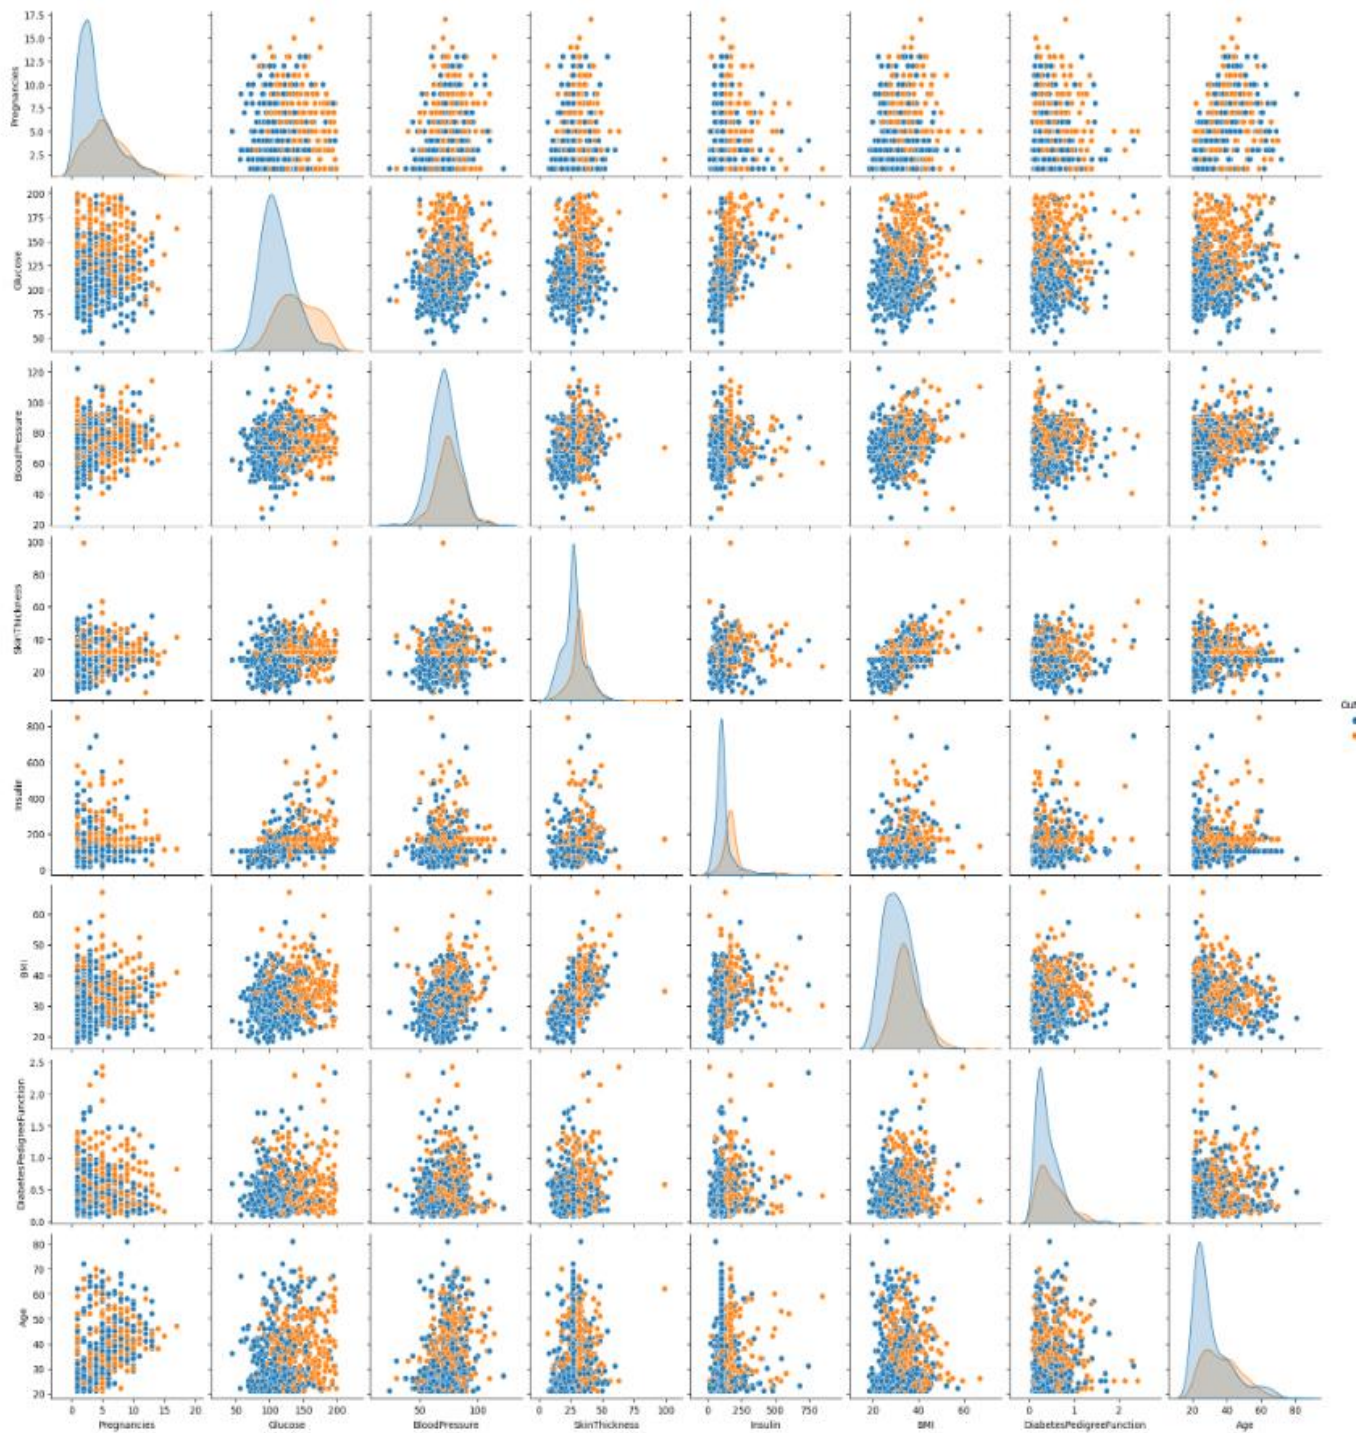 17.5
15.0
12.5
10.0
7.5
5.0
2.5
Pregnancies
200
175
150
125
100
75
50
Glucose
120
100
80
60
40
20
BloodPressure
100
80
60
40
20
SkinThickness
800
600
400
200
0
Insulin
Out
60
50
40
30
20
BMI
2.5
2.0
1.5
1.0
0.5
0.0
DiabetesPedigreeFunction
80
70
60
50
40
30
20
Age
0 5 10 15 20
50 100 150 200
50 100
0 25 50 75 100
0 250 500 750
20 40 60
0 1 2
20 40 60 80
Pregnancies
Glucose
BloodPressure
SkinThickness
Insulin
BMI
DiabetesPedigreeFunction
Age